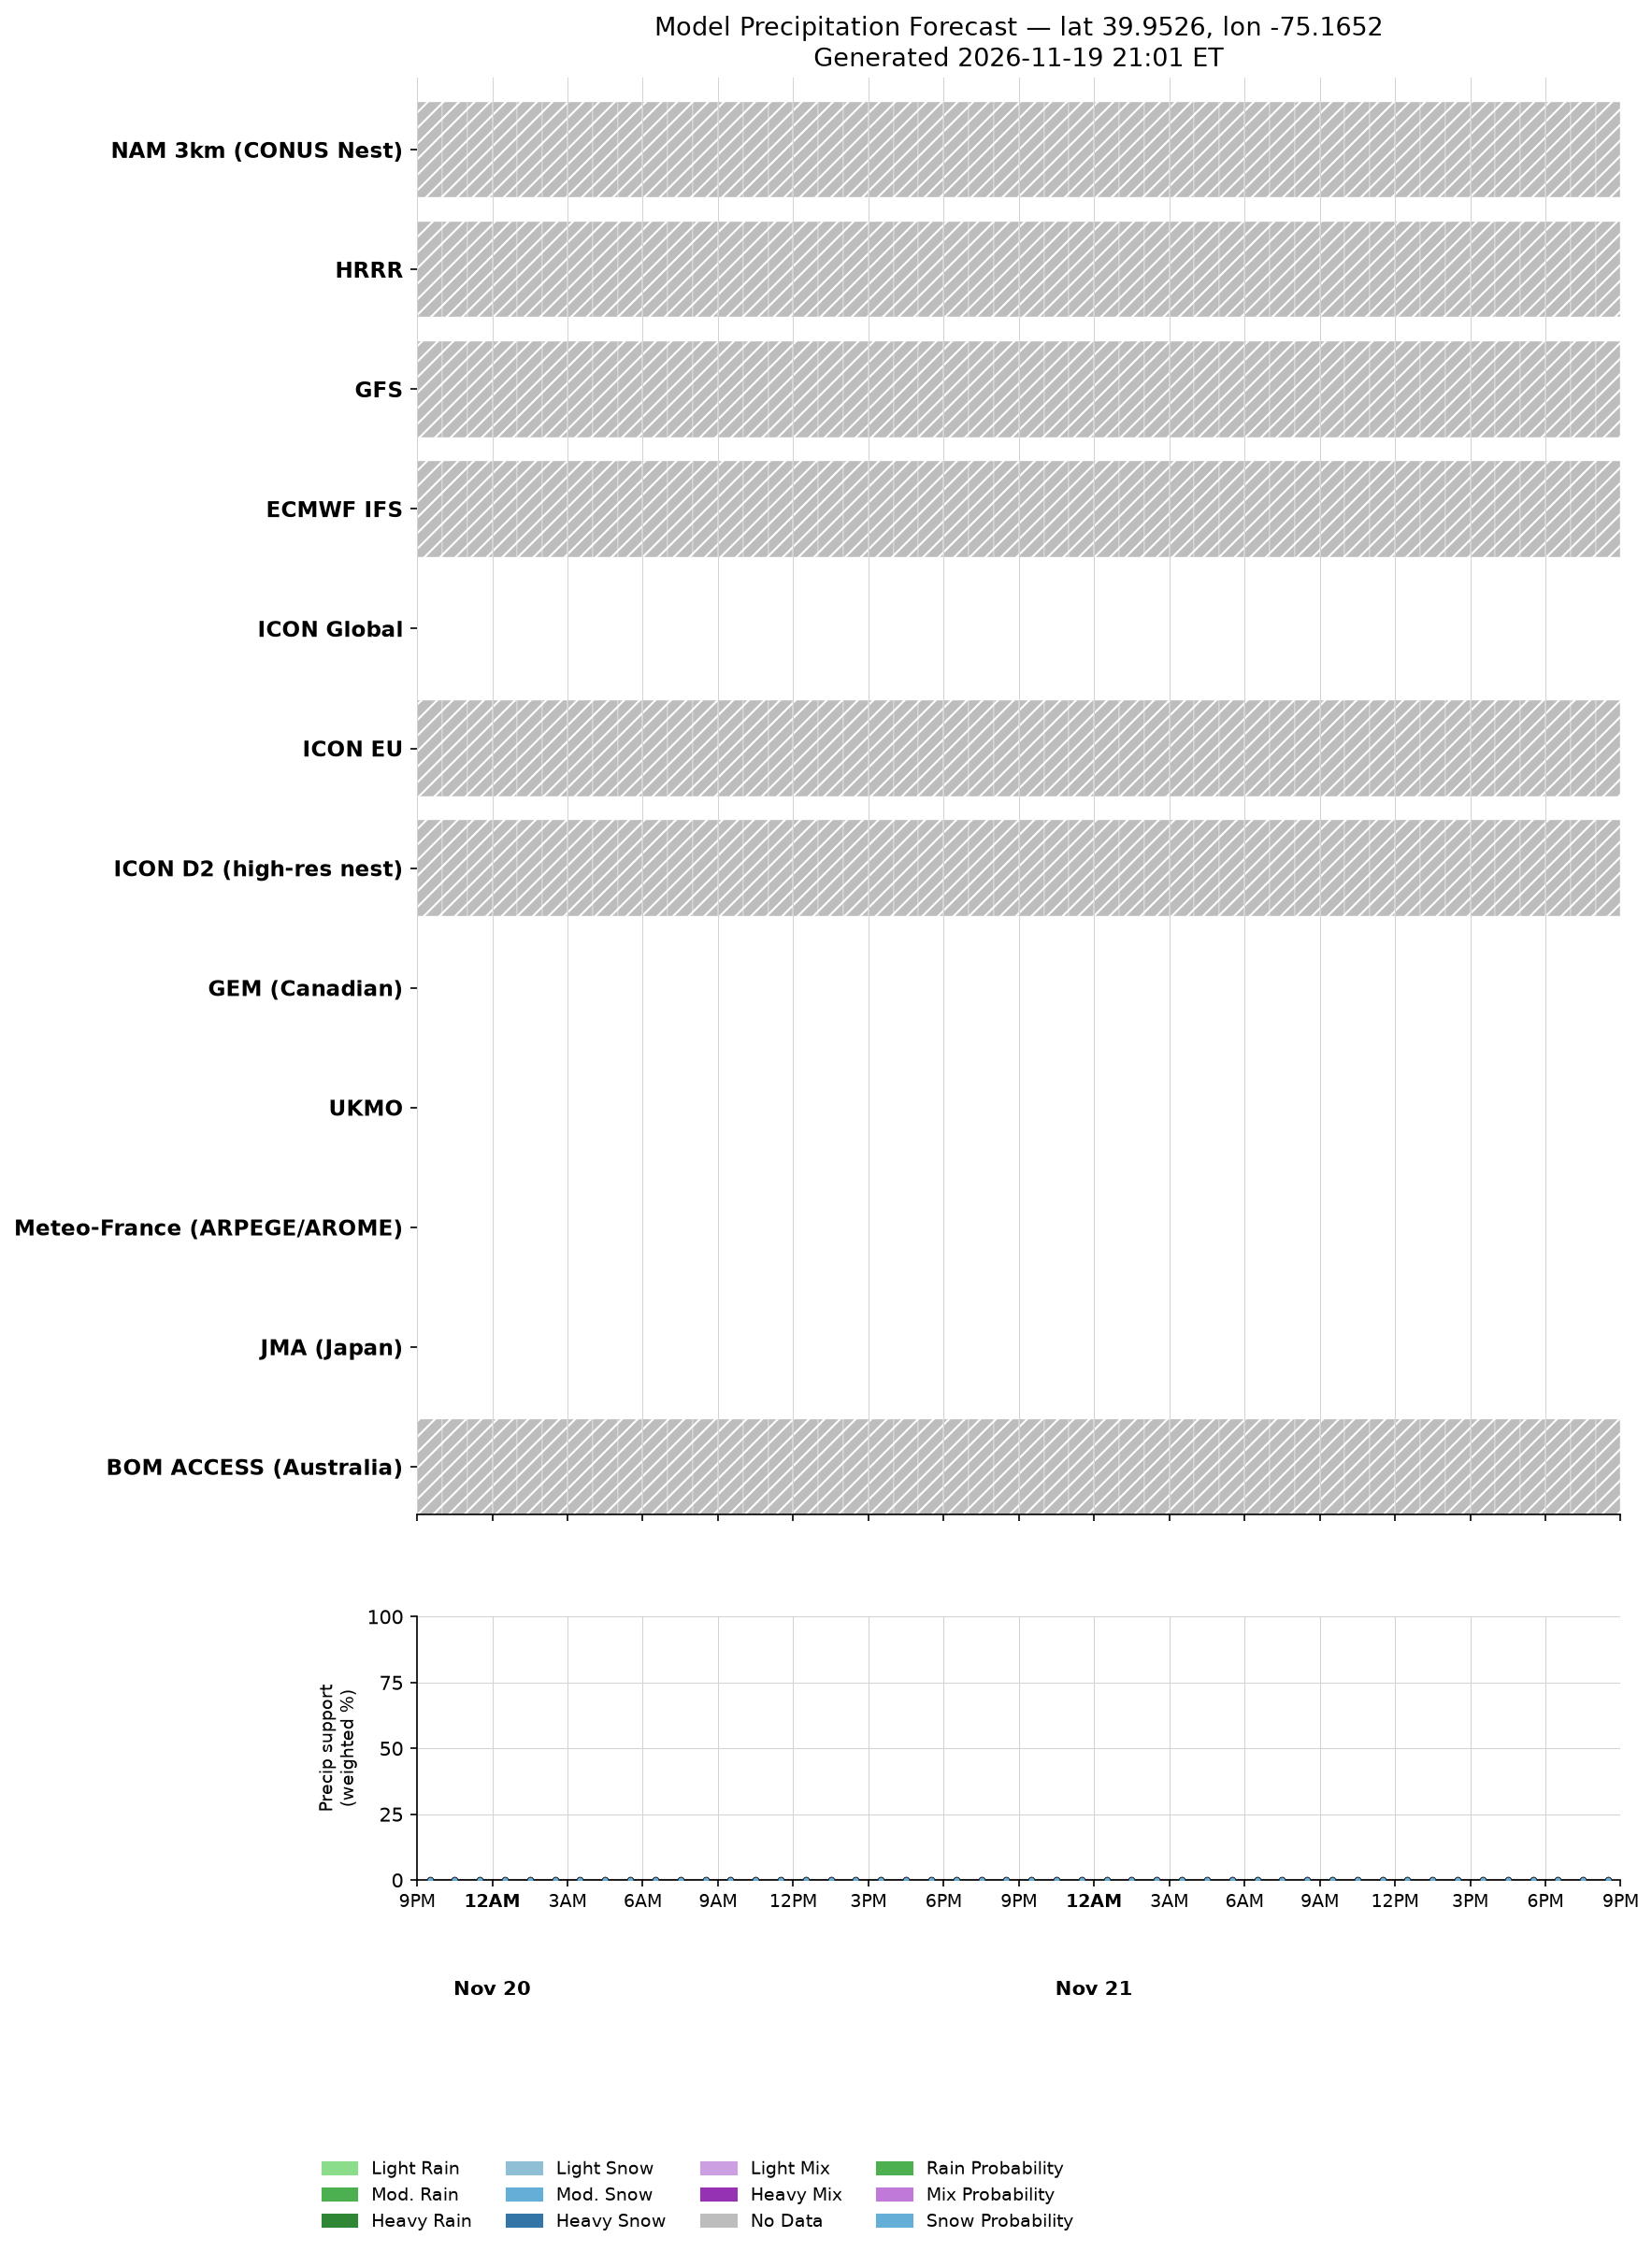 Model Precipitation Forecast — lat 39.9526, lon -75.1652
Generated 2026-11-19 21:01 ET
NAM 3km (CONUS Nest)
HRRR
GFS
ECMWF IFS
ICON Global
ICON EU
ICON D2 (high-res nest)
GEM (Canadian)
UKMO
Meteo-France (ARPEGE/AROME)
JMA (Japan)
BOM ACCESS (Australia)
Precip support
(weighted %)
100
75
50
25
0
9PM 12AM 3AM 6AM 9AM 12PM 3PM 6PM 9PM 12AM 3AM 6AM 9AM 12PM 3PM 6PM 9PM
Nov 20 Nov 21
Light Rain Light Snow Light Mix Rain Probability
Mod. Rain Mod. Snow Heavy Mix Mix Probability
Heavy Rain Heavy Snow No Data Snow Probability